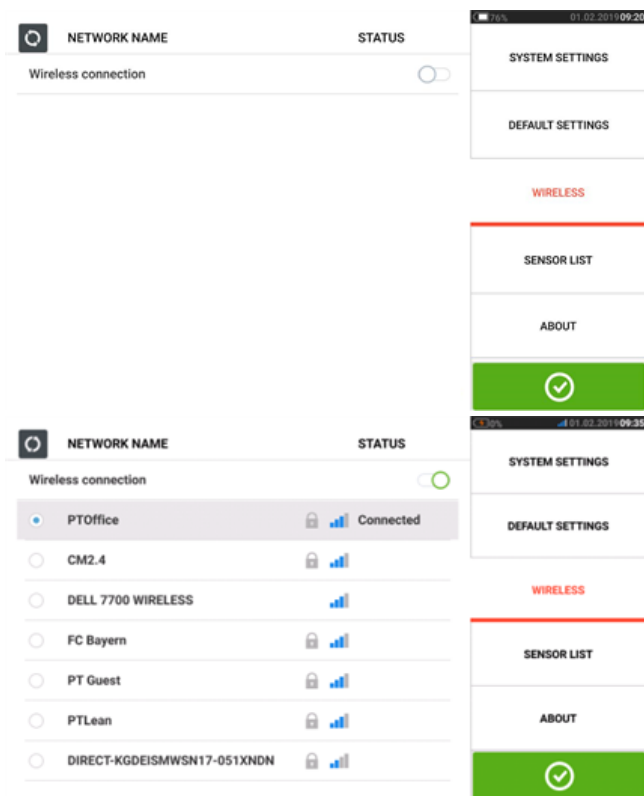 NETWORK NAME STATUS
Wireless connection
76% 01.02.2019 09:20
SYSTEM SETTINGS
DEFAULT SETTINGS
WIRELESS
SENSOR LIST
ABOUT
NETWORK NAME STATUS
Wireless connection
PTOffice Connected
CM2.4
DELL 7700 WIRELESS
FC Bayern
PT Guest
PTLean
DIRECT-KGDEISMWSN17-051XNDN
0% 01.02.2019 09:35
SYSTEM SETTINGS
DEFAULT SETTINGS
WIRELESS
SENSOR LIST
ABOUT